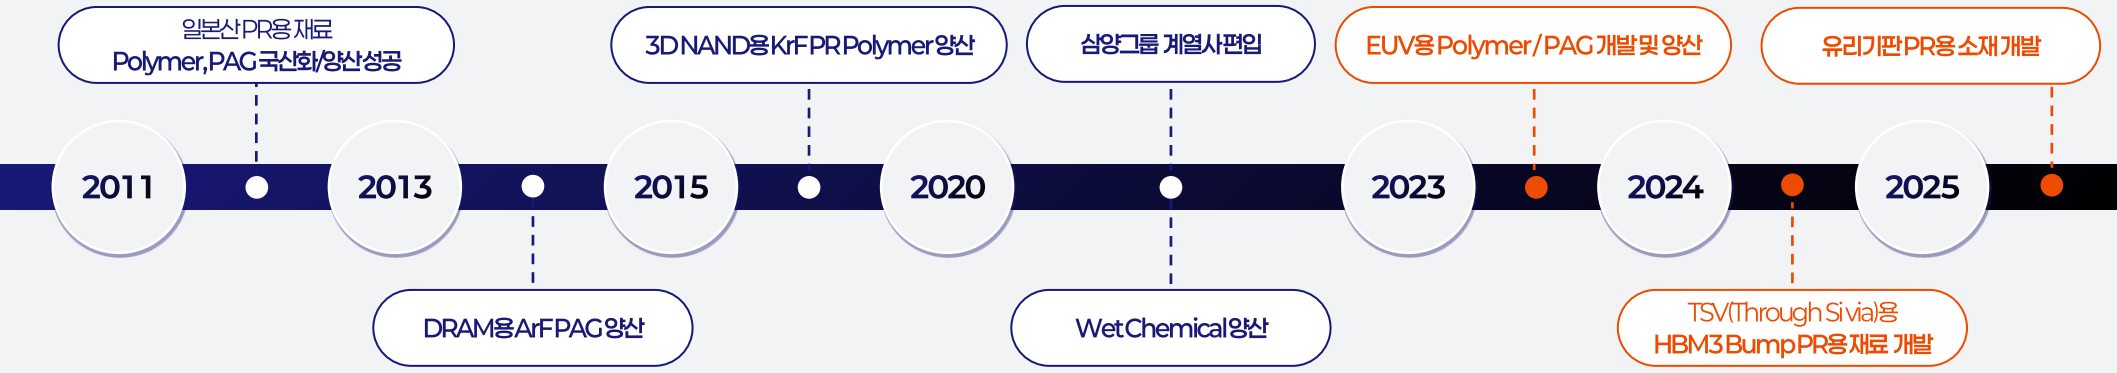 일본산 PR용 재료
Polymer, PAG 국산화/양산 성공
3D NAND용 KrF PR Polymer 양산
삼양그룹 계열사 편입
EUV용 Polymer / PAG 개발 및 양산
유리기판 PR용 소재 개발
2011
2013
2015
2020
2023
2024
2025
DRAM용 ArF PAG 양산
Wet Chemical 양산
TSV(Through Si via)용
HBM3 Bump PR용 재료 개발